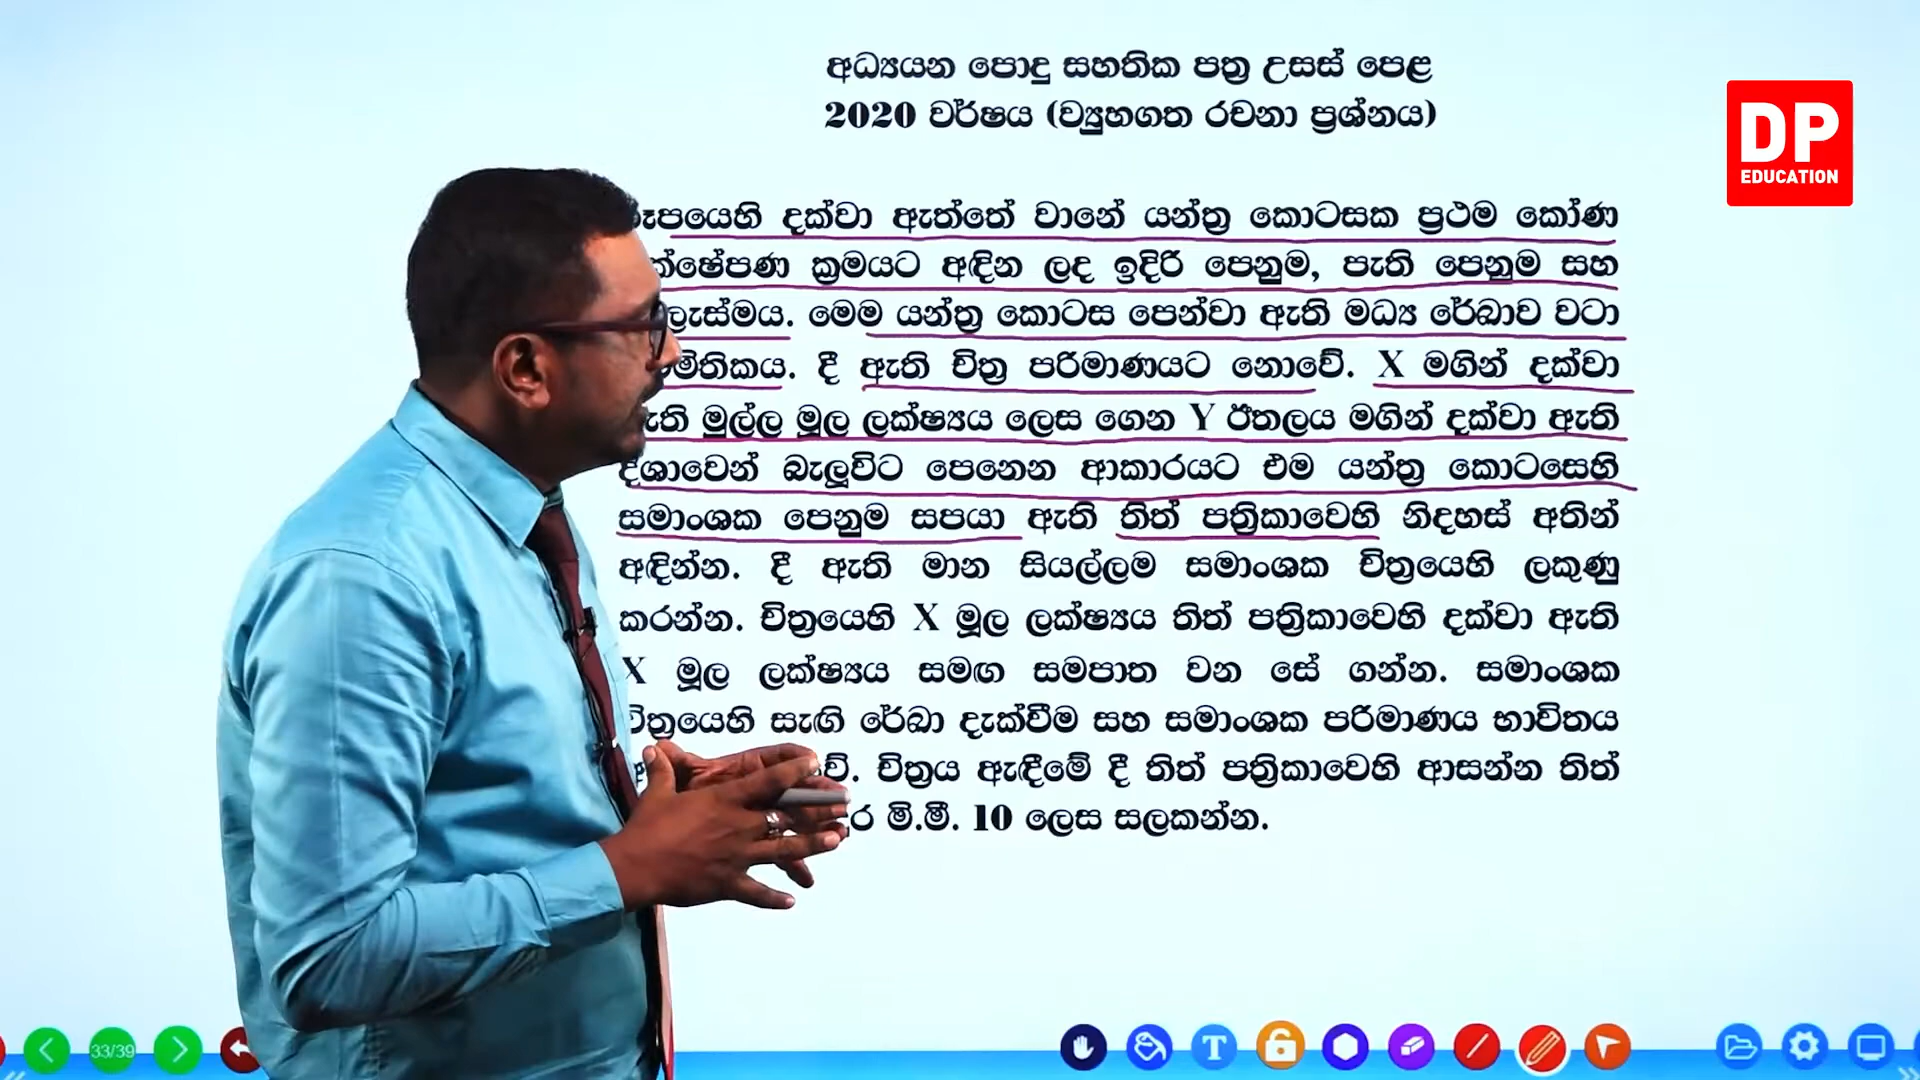 අධ්‍යයන පොදු සහතික පත්‍ර උසස් පෙළ
2020 වර්ෂය (ව්‍යුහගත රචනා ප්‍රශ්නය)
DP
EDUCATION
දක්වා ඇත්තේ වානේ යන්ත්‍ර කොටසක ප්‍රථම කෝණ
ක්‍රමයට අඳින ලද ඉදිරි පෙනුම, පැති පෙනුම සහ
මෙම යන්ත්‍ර කොටස පෙන්වා ඇති මධ්‍ය රේඛාව වටා
දී ඇති චිත්‍ර පරිමාණයට නොවේ. X මගින් දක්වා
මුල්ල මූල ලක්ෂ්‍යය ලෙස ගෙන Y ඊතලය මගින් දක්වා ඇති
දිශාවෙන් බැලූවිට පෙනෙන ආකාරයට එම යන්ත්‍ර කොටසෙහි
සමාංශක පෙනුම සපයා ඇති තිත් පත්‍රිකාවෙහි නිදහස් අතින්
අඳින්න. දී ඇති මාන සියල්ලම සමාංශක චිත්‍රයෙහි ලකුණු
කරන්න. චිත්‍රයෙහි X මූල ලක්ෂ්‍යය තිත් පත්‍රිකාවෙහි දක්වා ඇති
X මූල ලක්ෂ්‍යය සමඟ සමපාත වන සේ ගන්න. සමාංශක
චිත්‍රයෙහි සැඟි රේඛා දැක්වීම සහ සමාංශක පරිමාණය භාවිතය
චිත්‍රය ඇඳීමේ දී තිත් පත්‍රිකාවෙහි ආසන්න තිත්
මි.මී. 10 ලෙස සලකන්න.
33/39